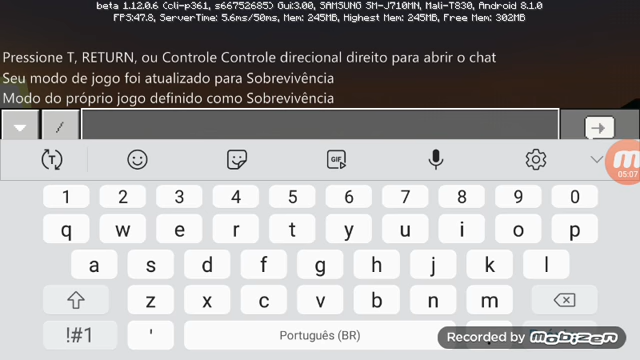 beta 1.12.0.6 (cli-p361, s66752685) Gui:3.00, SAMSUNG SM-J710MN, Mali-T830, Android 8.1.0
FPS:47.8, ServerTime: 5.6ms/50ms, Mem: 245MB, Highest Mem: 245MB, Free Mem: 302MB
Pressione T, RETURN, ou Controle Controle direcional direito para abrir o chat
Seu modo de jogo foi atualizado para Sobrevivência
Modo do próprio jogo definido como Sobrevivência
/
T GIF
m
05:07
1 2 3 4 5 6 7 8 9 0
q w e r t y u i o p
a s d f g h j k l
z x c v b n m
!#1 ' Português (BR)
Recorded by Mobizen